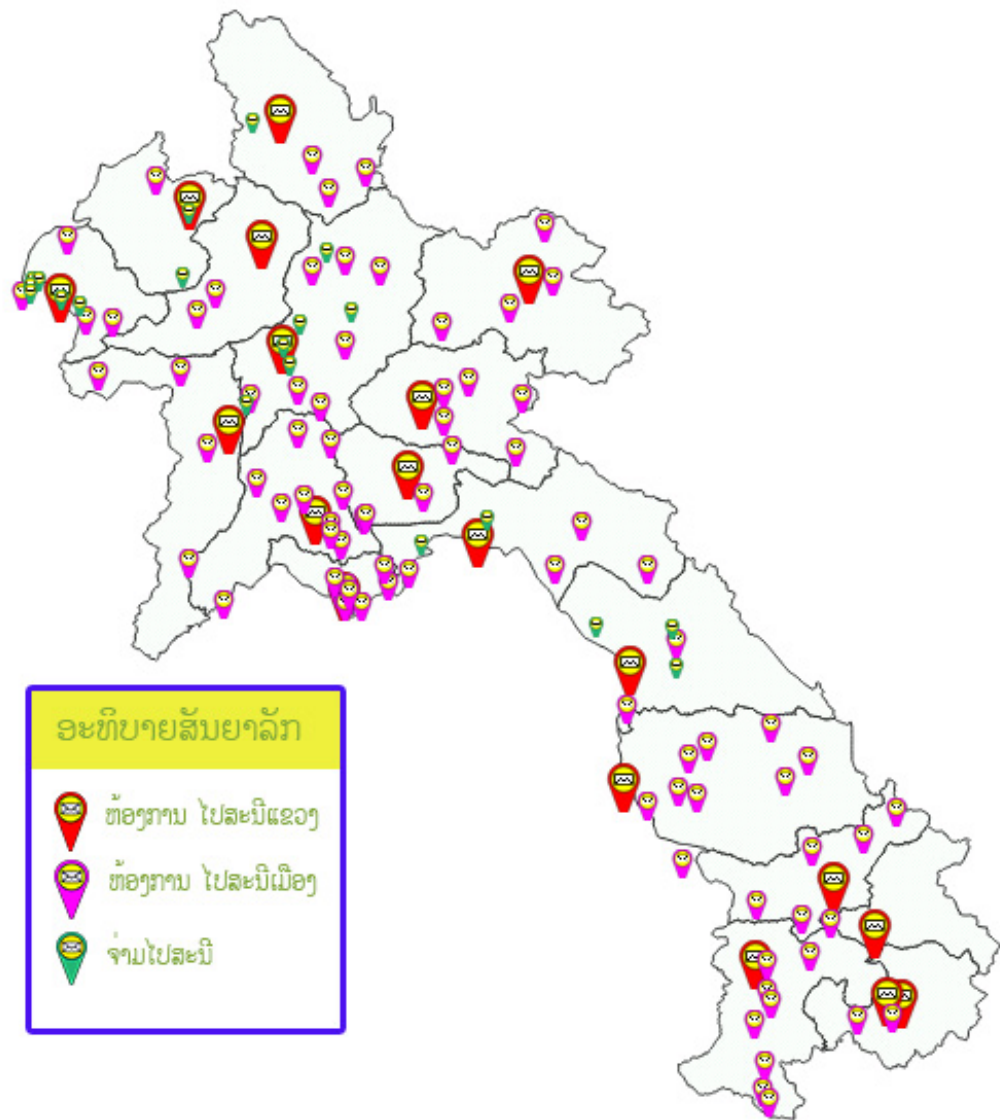 ອະທິບາຍສັນຍາລັກ
ຫ້ອງການ ໄປສະນີແຂວງ
ຫ້ອງການ ໄປສະນີເມືອງ
ຈ່າມໄປສະນີ